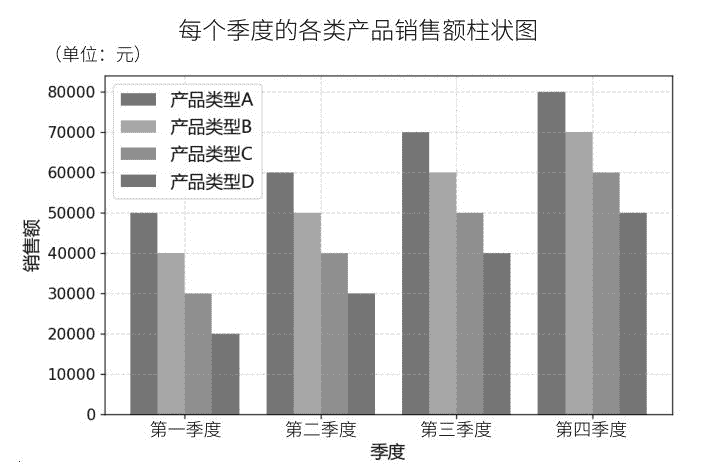 每个季度的各类产品销售额柱状图
（单位：元）
80000
70000
60000
50000
40000
30000
20000
10000
0
销售额
产品类型A
产品类型B
产品类型C
产品类型D
第一季度 第二季度 第三季度 第四季度
季度